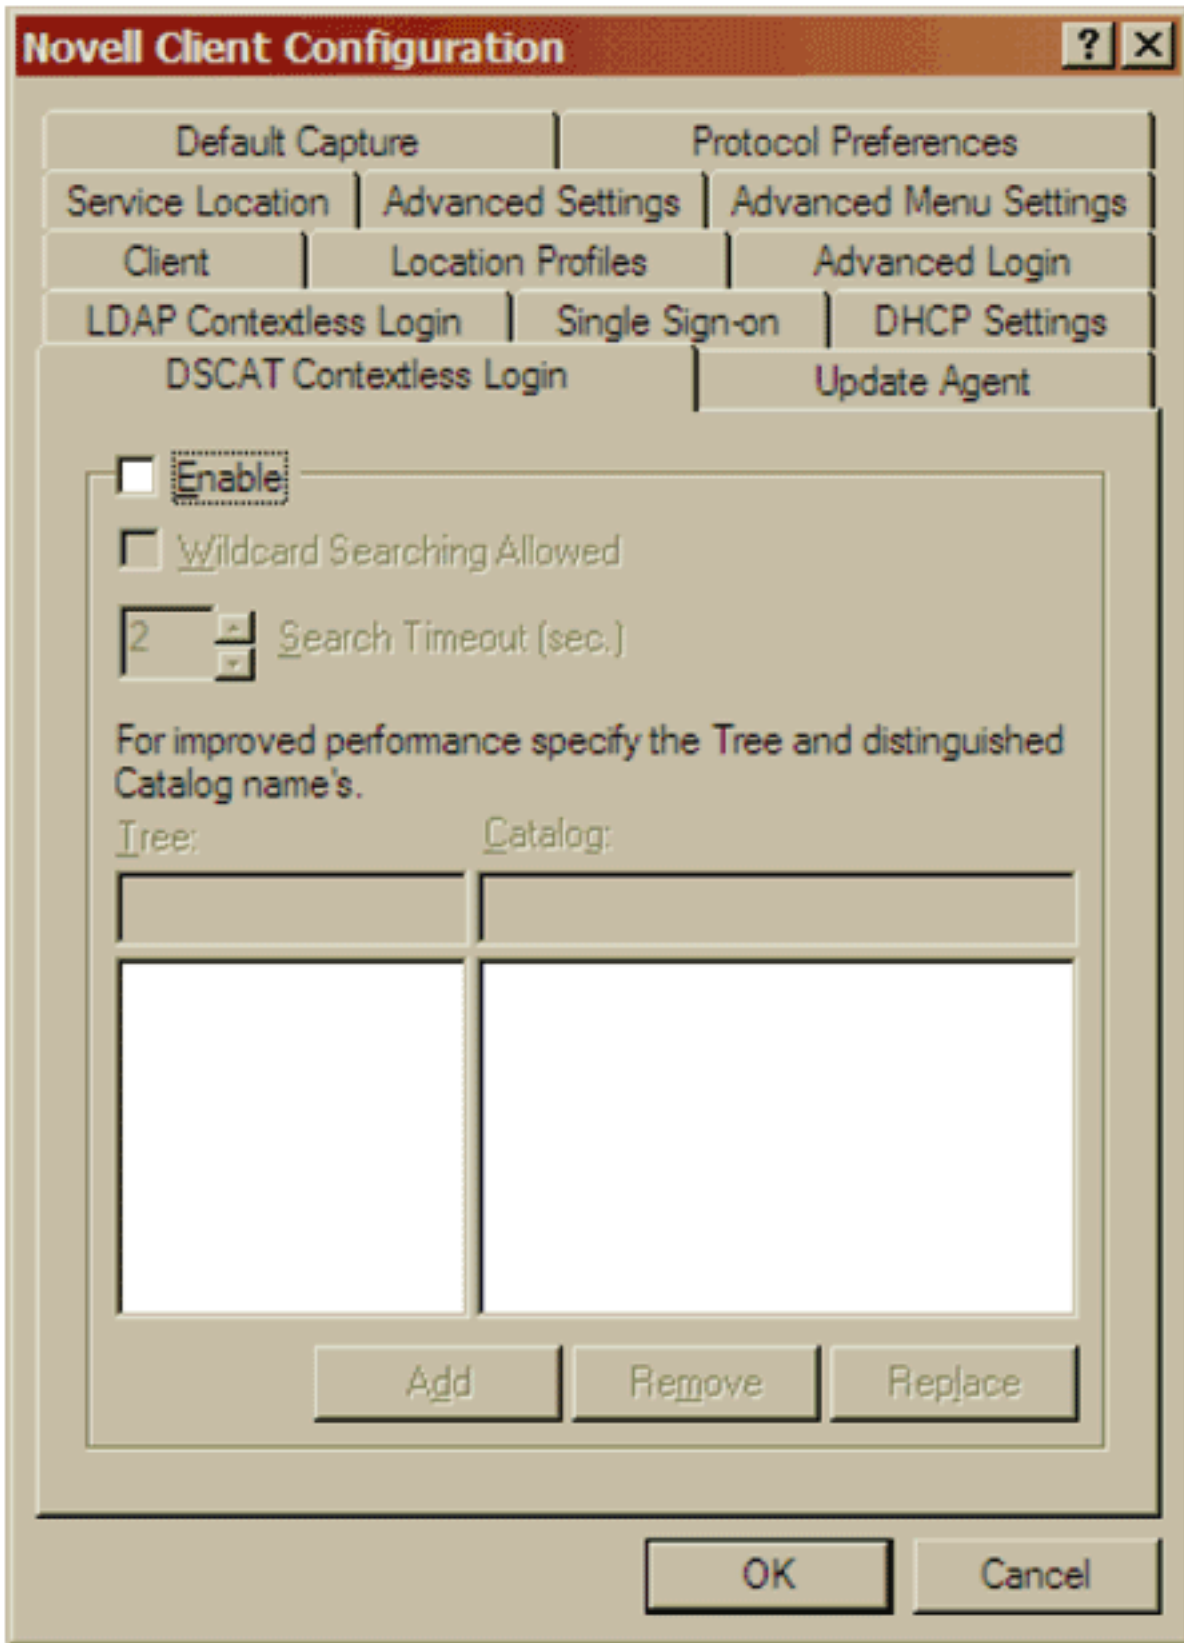 Novell Client Configuration ? ×
Default Capture Protocol Preferences
Service Location Advanced Settings Advanced Menu Settings
Client Location Profiles Advanced Login
LDAP Contextless Login Single Sign-on DHCP Settings
DSCAT Contextless Login Update Agent
Enable
Wildcard Searching Allowed
2 Search Timeout (sec.)
For improved performance specify the Tree and distinguished
Catalog name's.
Tree: Catalog:
Add Remove Replace
OK Cancel